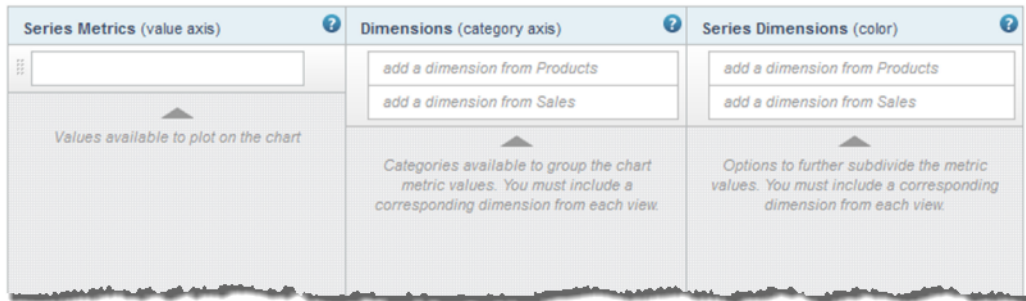 Series Metrics (value axis) ?
Values available to plot on the chart
Dimensions (category axis) ?
add a dimension from Products
add a dimension from Sales
Categories available to group the chart
metric values. You must include a
corresponding dimension from each view.
Series Dimensions (color) ?
add a dimension from Products
add a dimension from Sales
Options to further subdivide the metric
values. You must include a corresponding
dimension from each view.